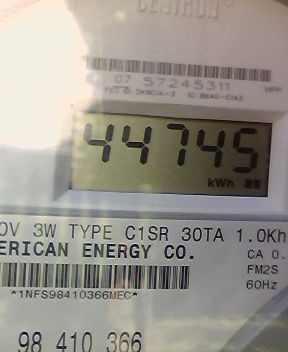 CENTRON®
07 57245311
44745
kWh
0V 3W TYPE C1SR 30TA 1.0Kh
ERICAN ENERGY CO.
CA 0.
FM2S
*1NFS98410366MEC*
60Hz
98 410 366